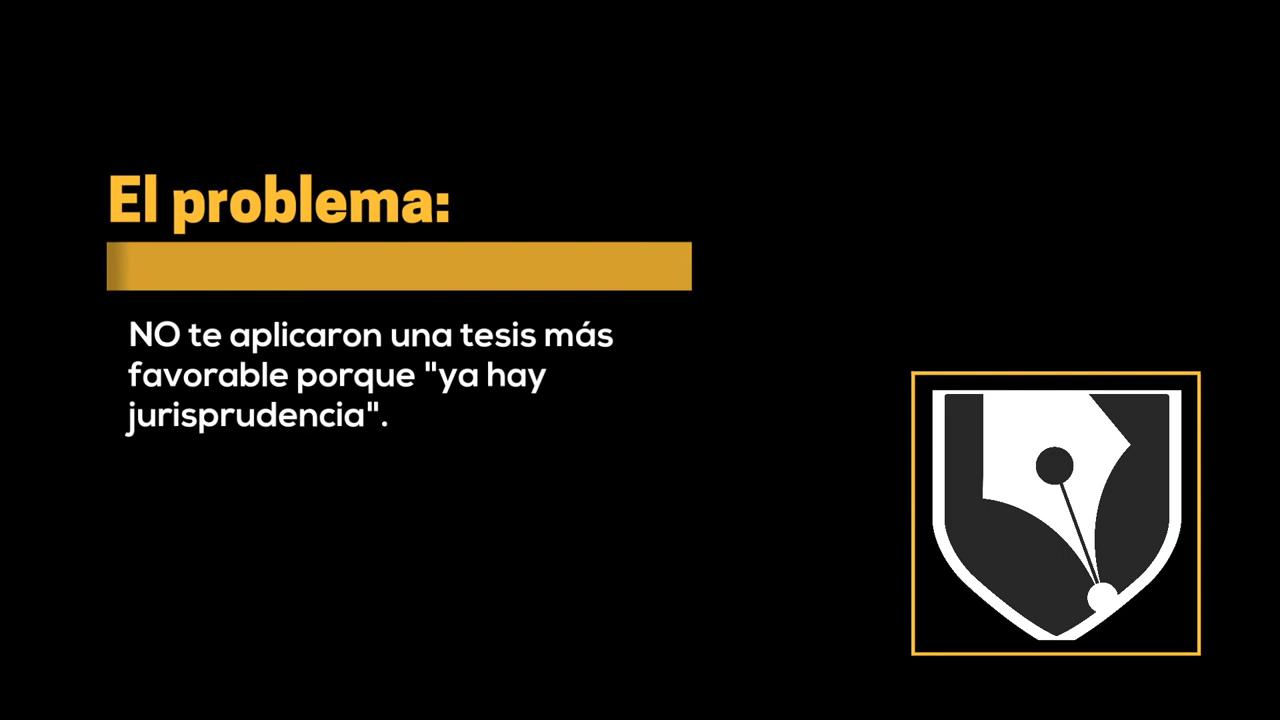 El problema:
NO te aplicaron una tesis más
favorable porque "ya hay
jurisprudencia".